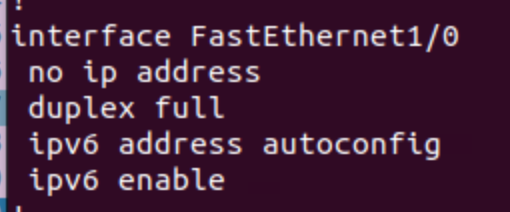 !
interface FastEthernet1/0
no ip address
duplex full
ipv6 address autoconfig
ipv6 enable
!